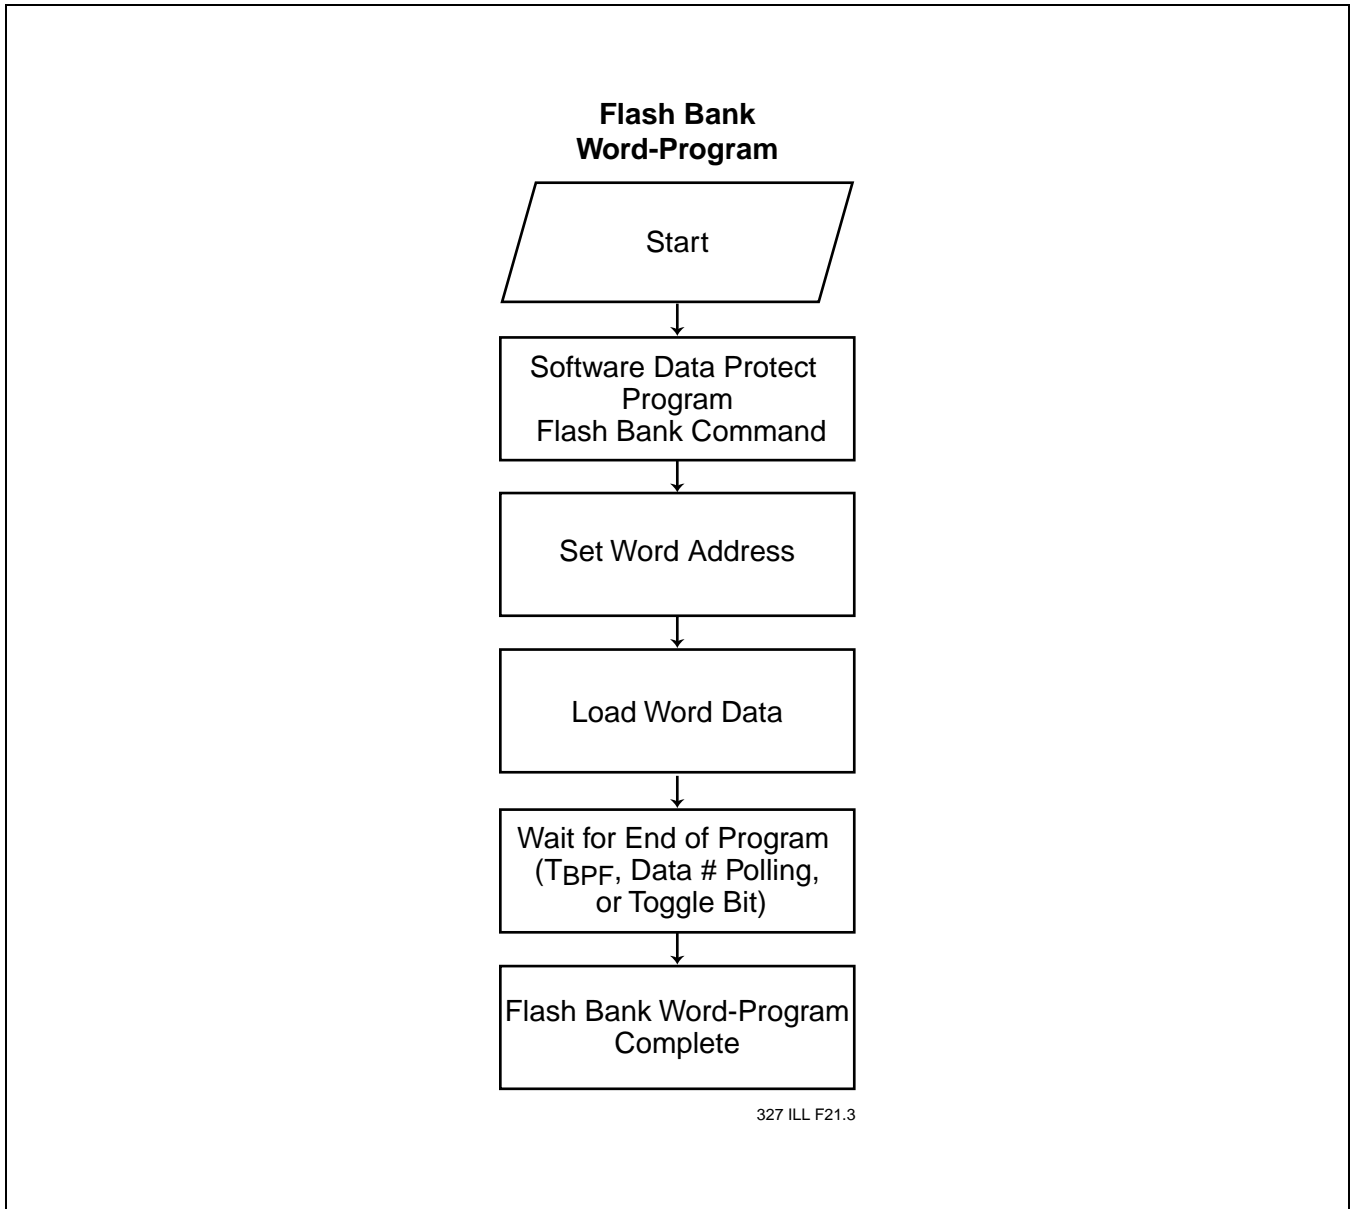 Flash Bank
Word-Program
Start
Software Data Protect
Program
Flash Bank Command
Set Word Address
Load Word Data
Wait for End of Program
(TBPF, Data # Polling,
or Toggle Bit)
Flash Bank Word-Program
Complete
327 ILL F21.3